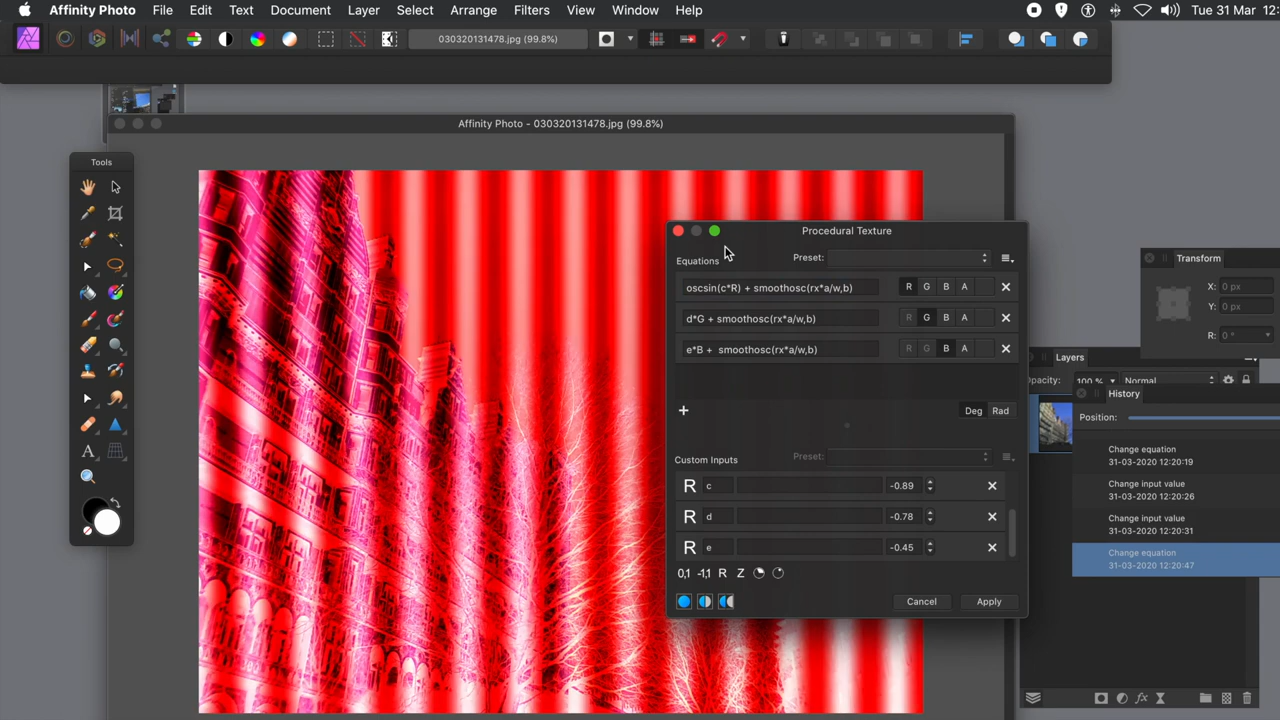 Affinity Photo File Edit Text Document Layer Select Arrange Filters View Window Help Tue 31 Mar 12:
030320131478.jpg (99.8%)
Affinity Photo - 030320131478.jpg (99.8%)
Tools
Procedural Texture
Equations Preset:
oscsin(c*R) + smoothosc(rx*a/w,b) R G B A
d*G + smoothosc(rx*a/w,b) R G B A
e*B + smoothosc(rx*a/w,b) R G B A
Deg Rad
Custom Inputs Preset:
R c -0.89
R d -0.78
R e -0.45
0,1 -1,1 R Z
Cancel Apply
Transform
X: 0 px
Y: 0 px
R: 0 °
Layers
Opacity: 100 % Normal
History
Position:
Change equation
31-03-2020 12:20:19
Change input value
31-03-2020 12:20:26
Change input value
31-03-2020 12:20:31
Change equation
31-03-2020 12:20:47
A
fx